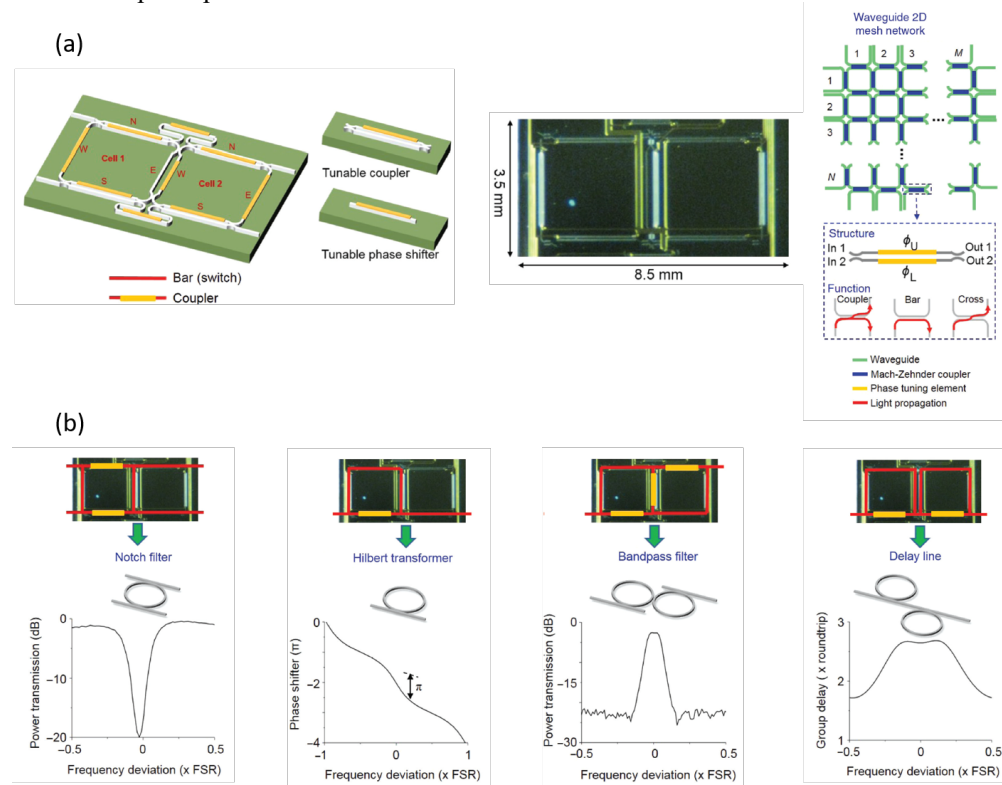 (a)
N
N
W
Cell 1
E
W
Cell 2
E
S
S
Tunable coupler
Tunable phase shifter
Bar (switch)
Coupler
3.5 mm
8.5 mm
Waveguide 2D
mesh network
1 2 3 M
1
2
3
N
Structure
ϕU
In 1 Out 1
In 2 Out 2
ϕL
Function
Coupler Bar Cross
Waveguide
Mach-Zehnder coupler
Phase tuning element
Light propagation
(b)
Notch filter
Power transmission (dB)
0
−10
−20
−0.5 0 0.5
Frequency deviation (x FSR)
Hilbert transformer
Phase shifter (π)
0
−2
−4
π
−1 0 1
Frequency deviation (x FSR)
Bandpass filter
Power transmission (dB)
0
−15
−30
−0.5 0 0.5
Frequency deviation (x FSR)
Delay line
Group delay ( x roundtrip)
3
2
1
−0.5 0 0.5
Frequency deviation (x FSR)